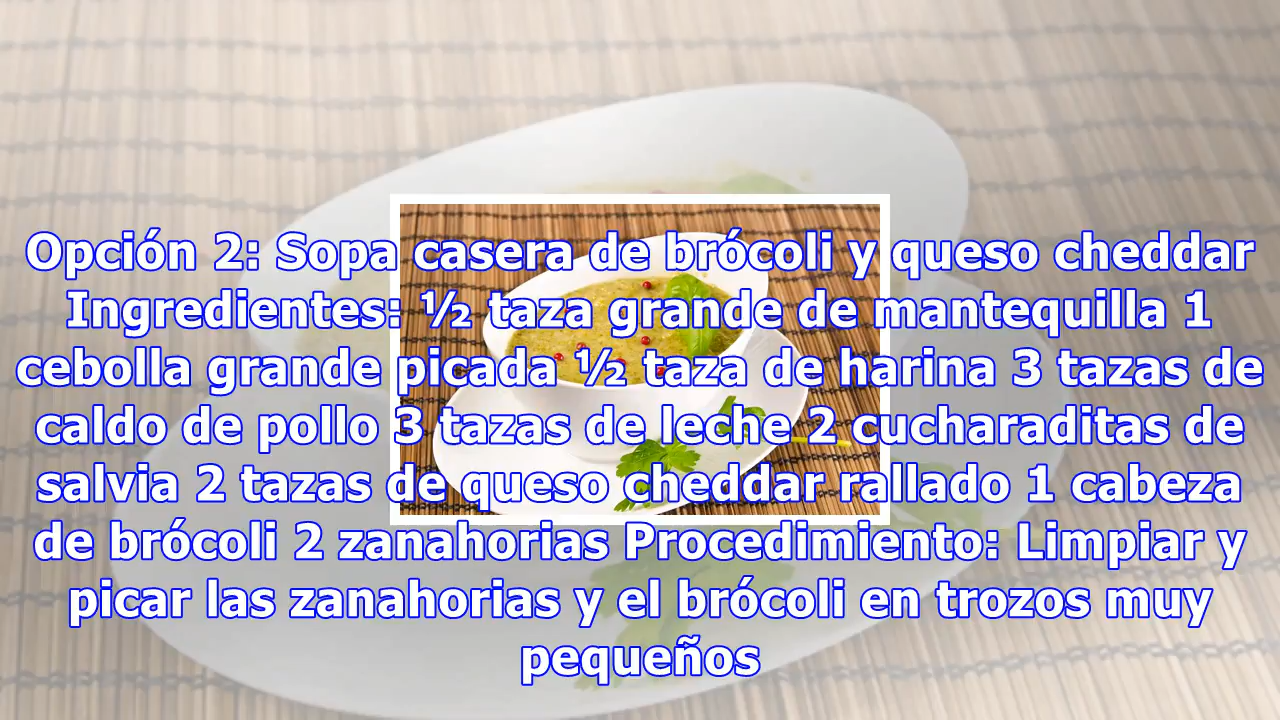 Opción 2: Sopa casera de brócoli y queso cheddar
Ingredientes: ½ taza grande de mantequilla 1
cebolla grande picada ½ taza de harina 3 tazas de
caldo de pollo 3 tazas de leche 2 cucharaditas de
salvia 2 tazas de queso cheddar rallado 1 cabeza
de brócoli 2 zanahorias Procedimiento: Limpiar y
picar las zanahorias y el brócoli en trozos muy
pequeños